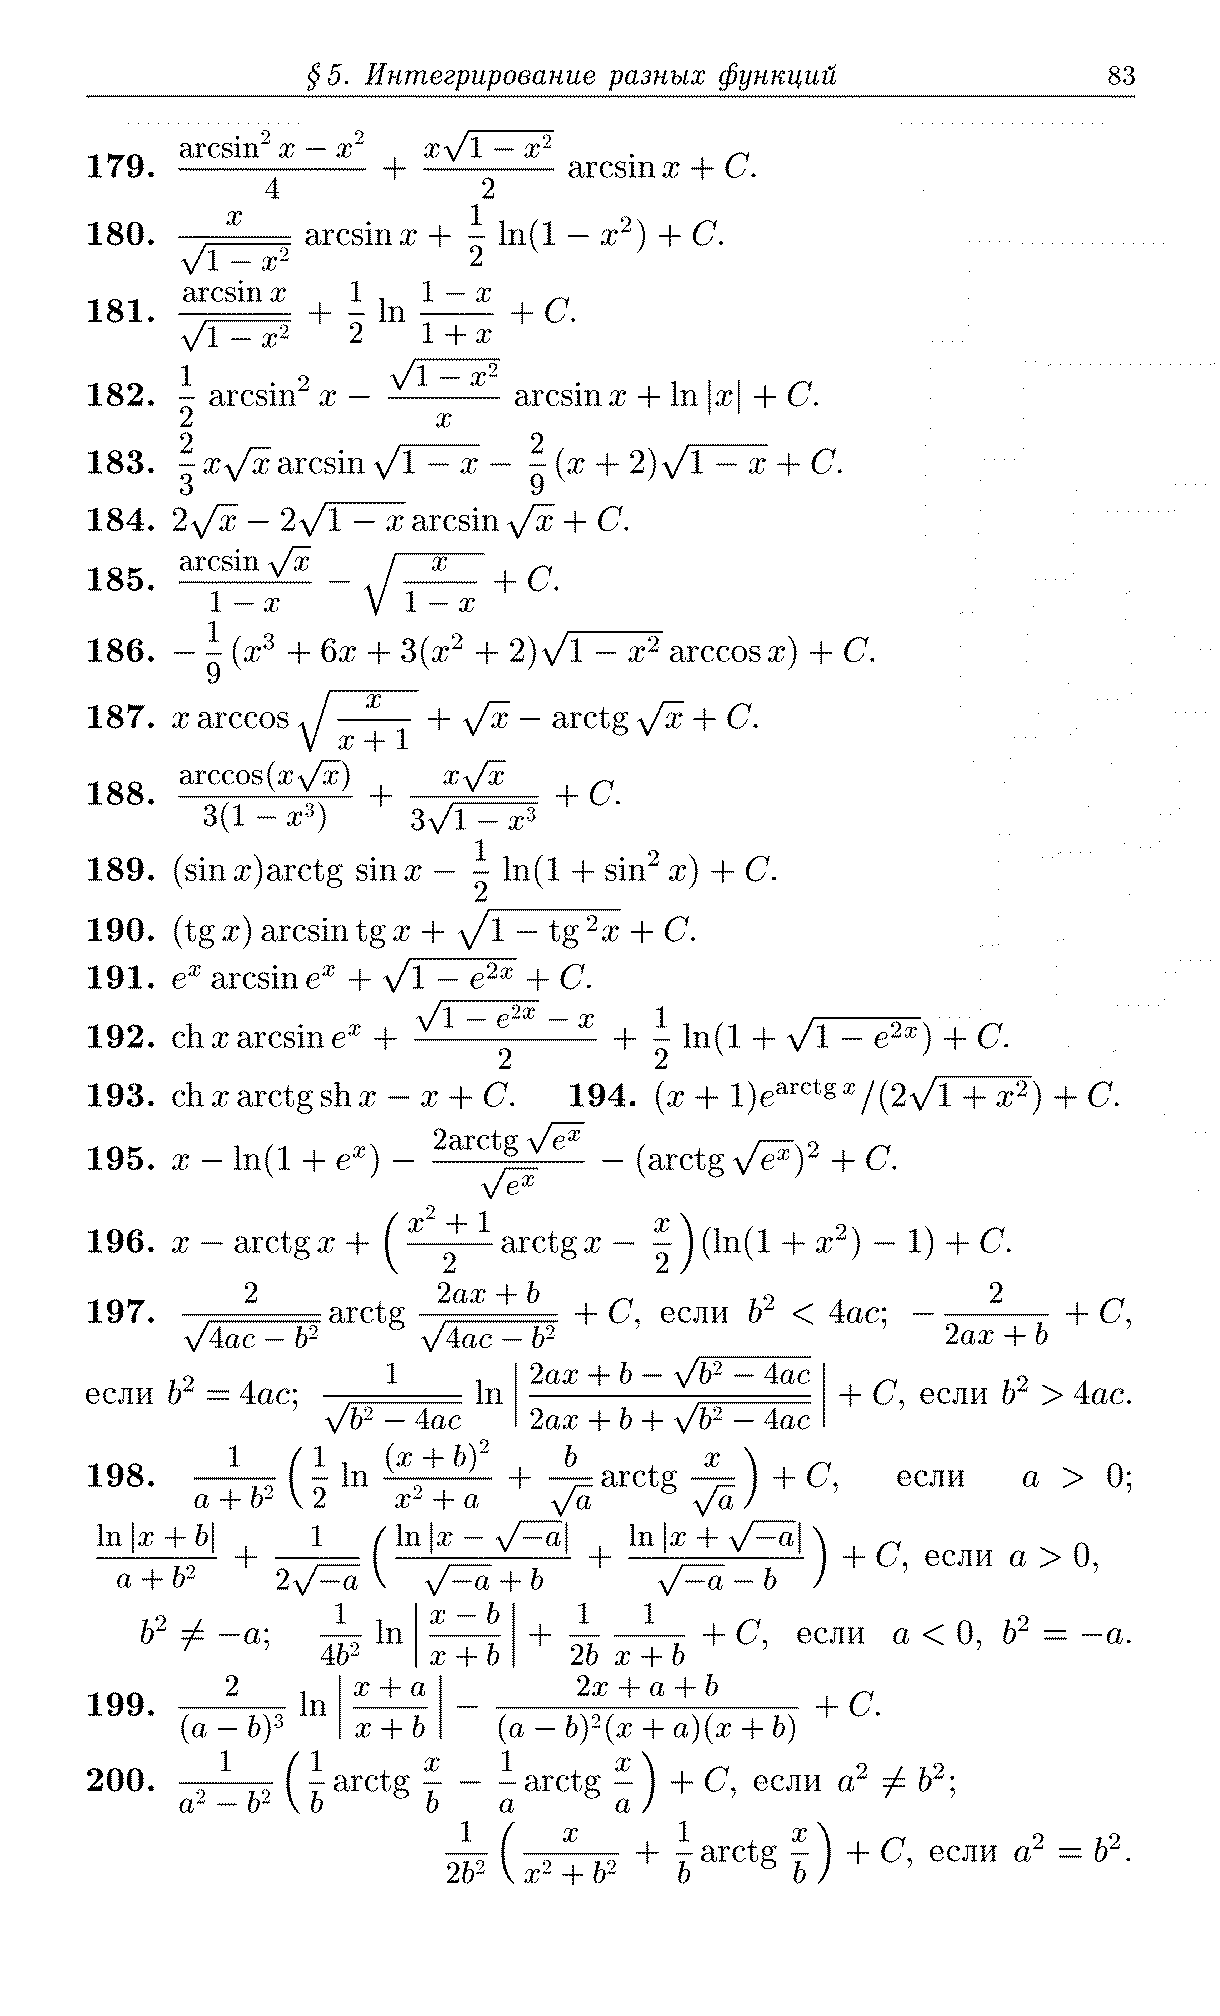 § 5. Интегрирование разных функций 83
179. $\frac{\arcsin^2 x - x^2}{4} + \frac{x\sqrt{1 - x^2}}{2} \arcsin x + C.$
180. $\frac{x}{\sqrt{1 - x^2}} \arcsin x + \frac{1}{2} \ln(1 - x^2) + C.$
181. $\frac{\arcsin x}{\sqrt{1 - x^2}} + \frac{1}{2} \ln \frac{1 - x}{1 + x} + C.$
182. $\frac{1}{2} \arcsin^2 x - \frac{\sqrt{1 - x^2}}{x} \arcsin x + \ln |x| + C.$
183. $\frac{2}{3} x\sqrt{x} \arcsin \sqrt{1 - x} - \frac{2}{9} (x + 2)\sqrt{1 - x} + C.$
184. $2\sqrt{x} - 2\sqrt{1 - x} \arcsin \sqrt{x} + C.$
185. $\frac{\arcsin \sqrt{x}}{1 - x} - \sqrt{\frac{x}{1 - x}} + C.$
186. $-\frac{1}{9} (x^3 + 6x + 3(x^2 + 2)\sqrt{1 - x^2} \arccos x) + C.$
187. $x \arccos \sqrt{\frac{x}{x + 1}} + \sqrt{x} - \operatorname{arctg} \sqrt{x} + C.$
188. $\frac{\arccos(x\sqrt{x})}{3(1 - x^3)} + \frac{x\sqrt{x}}{3\sqrt{1 - x^3}} + C.$
189. $(\sin x)\operatorname{arctg} \sin x - \frac{1}{2} \ln(1 + \sin^2 x) + C.$
190. $(\operatorname{tg} x) \arcsin \operatorname{tg} x + \sqrt{1 - \operatorname{tg}^2 x} + C.$
191. $e^x \arcsin e^x + \sqrt{1 - e^{2x}} + C.$
192. $\operatorname{ch} x \arcsin e^x + \frac{\sqrt{1 - e^{2x}} - x}{2} + \frac{1}{2} \ln(1 + \sqrt{1 - e^{2x}}) + C.$
193. $\operatorname{ch} x \operatorname{arctg} \operatorname{sh} x - x + C.$ 194. $(x + 1)e^{\operatorname{arctg} x}/(2\sqrt{1 + x^2}) + C.$
195. $x - \ln(1 + e^x) - \frac{2\operatorname{arctg} \sqrt{e^x}}{\sqrt{e^x}} - (\operatorname{arctg} \sqrt{e^x})^2 + C.$
196. $x - \operatorname{arctg} x + \left( \frac{x^2 + 1}{2} \operatorname{arctg} x - \frac{x}{2} \right)(\ln(1 + x^2) - 1) + C.$
197. $\frac{2}{\sqrt{4ac - b^2}} \operatorname{arctg} \frac{2ax + b}{\sqrt{4ac - b^2}} + C,$ если $b^2 < 4ac;$ $-\frac{2}{2ax + b} + C,$
если $b^2 = 4ac;$ $\frac{1}{\sqrt{b^2 - 4ac}} \ln \left| \frac{2ax + b - \sqrt{b^2 - 4ac}}{2ax + b + \sqrt{b^2 - 4ac}} \right| + C,$ если $b^2 > 4ac.$
198. $\frac{1}{a + b^2} \left( \frac{1}{2} \ln \frac{(x + b)^2}{x^2 + a} + \frac{b}{\sqrt{a}} \operatorname{arctg} \frac{x}{\sqrt{a}} \right) + C,$ если $a > 0;$
$\frac{\ln |x + b|}{a + b^2} + \frac{1}{2\sqrt{-a}} \left( \frac{\ln |x - \sqrt{-a}|}{\sqrt{-a} + b} + \frac{\ln |x + \sqrt{-a}|}{\sqrt{-a} - b} \right) + C,$ если $a > 0,$
$b^2 \neq -a;$ $\frac{1}{4b^2} \ln \left| \frac{x - b}{x + b} \right| + \frac{1}{2b} \frac{1}{x + b} + C,$ если $a < 0,$ $b^2 = -a.$
199. $\frac{2}{(a - b)^3} \ln \left| \frac{x + a}{x + b} \right| - \frac{2x + a + b}{(a - b)^2(x + a)(x + b)} + C.$
200. $\frac{1}{a^2 - b^2} \left( \frac{1}{b} \operatorname{arctg} \frac{x}{b} - \frac{1}{a} \operatorname{arctg} \frac{x}{a} \right) + C,$ если $a^2 \neq b^2;$
$\frac{1}{2b^2} \left( \frac{x}{x^2 + b^2} + \frac{1}{b} \operatorname{arctg} \frac{x}{b} \right) + C,$ если $a^2 = b^2.$